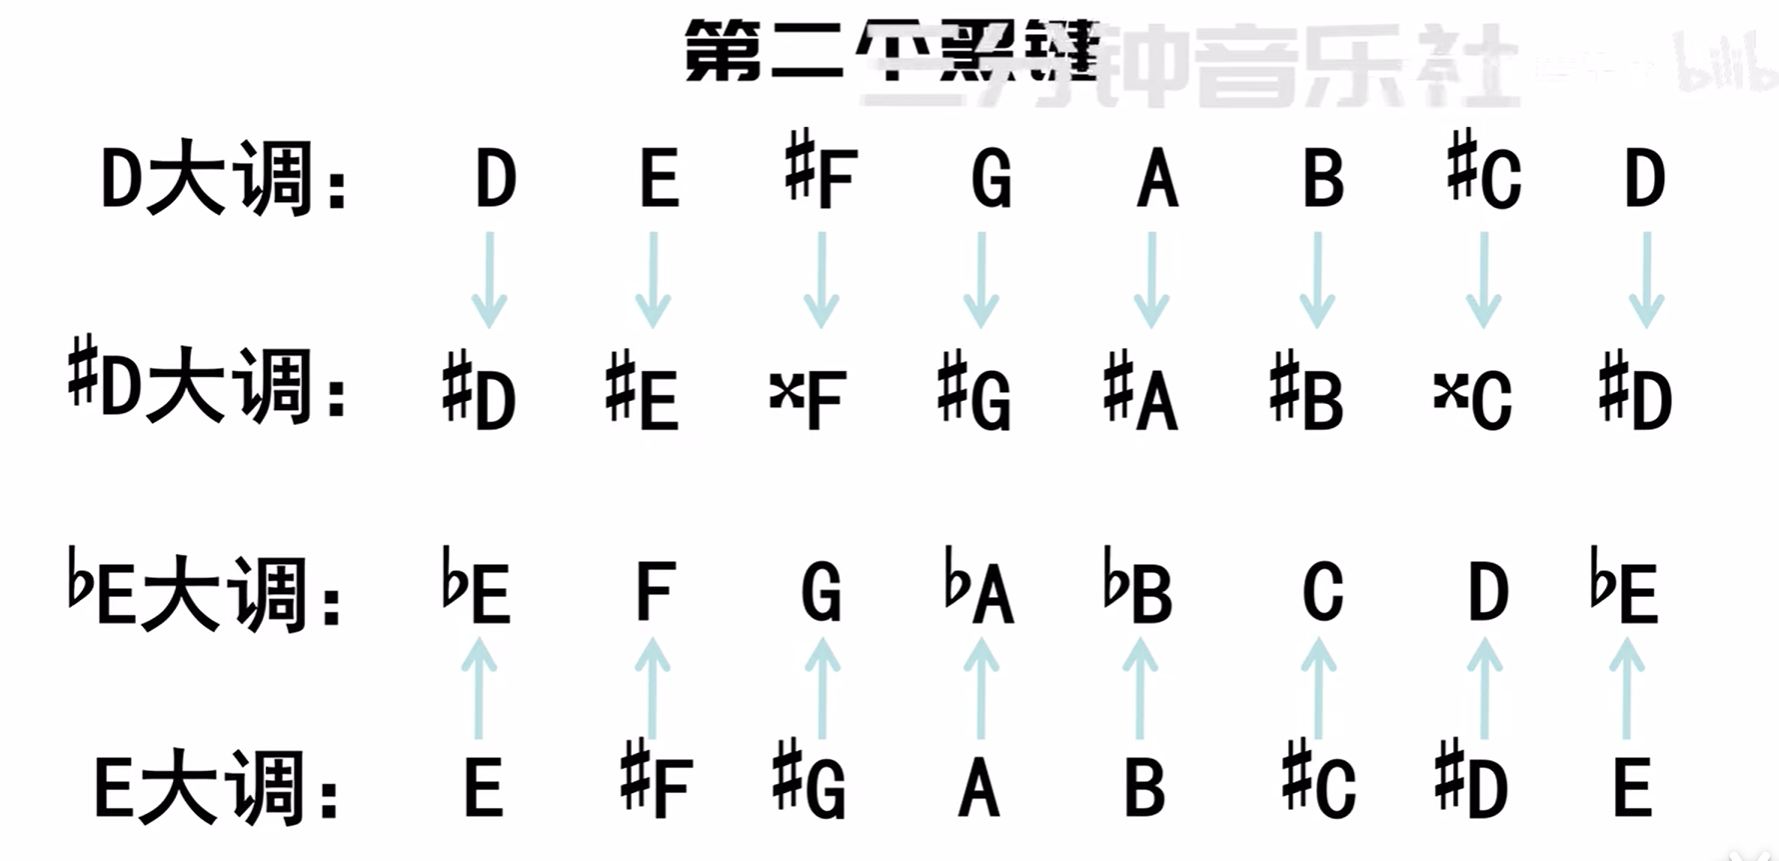 第二个黑键
三分钟音乐社
bilib
D大调: D E ♯F G A B ♯C D
♯D大调: ♯D ♯E 𝄪F ♯G ♯A ♯B 𝄪C ♯D
♭E大调: ♭E F G ♭A ♭B C D ♭E
E大调: E ♯F ♯G A B ♯C ♯D E